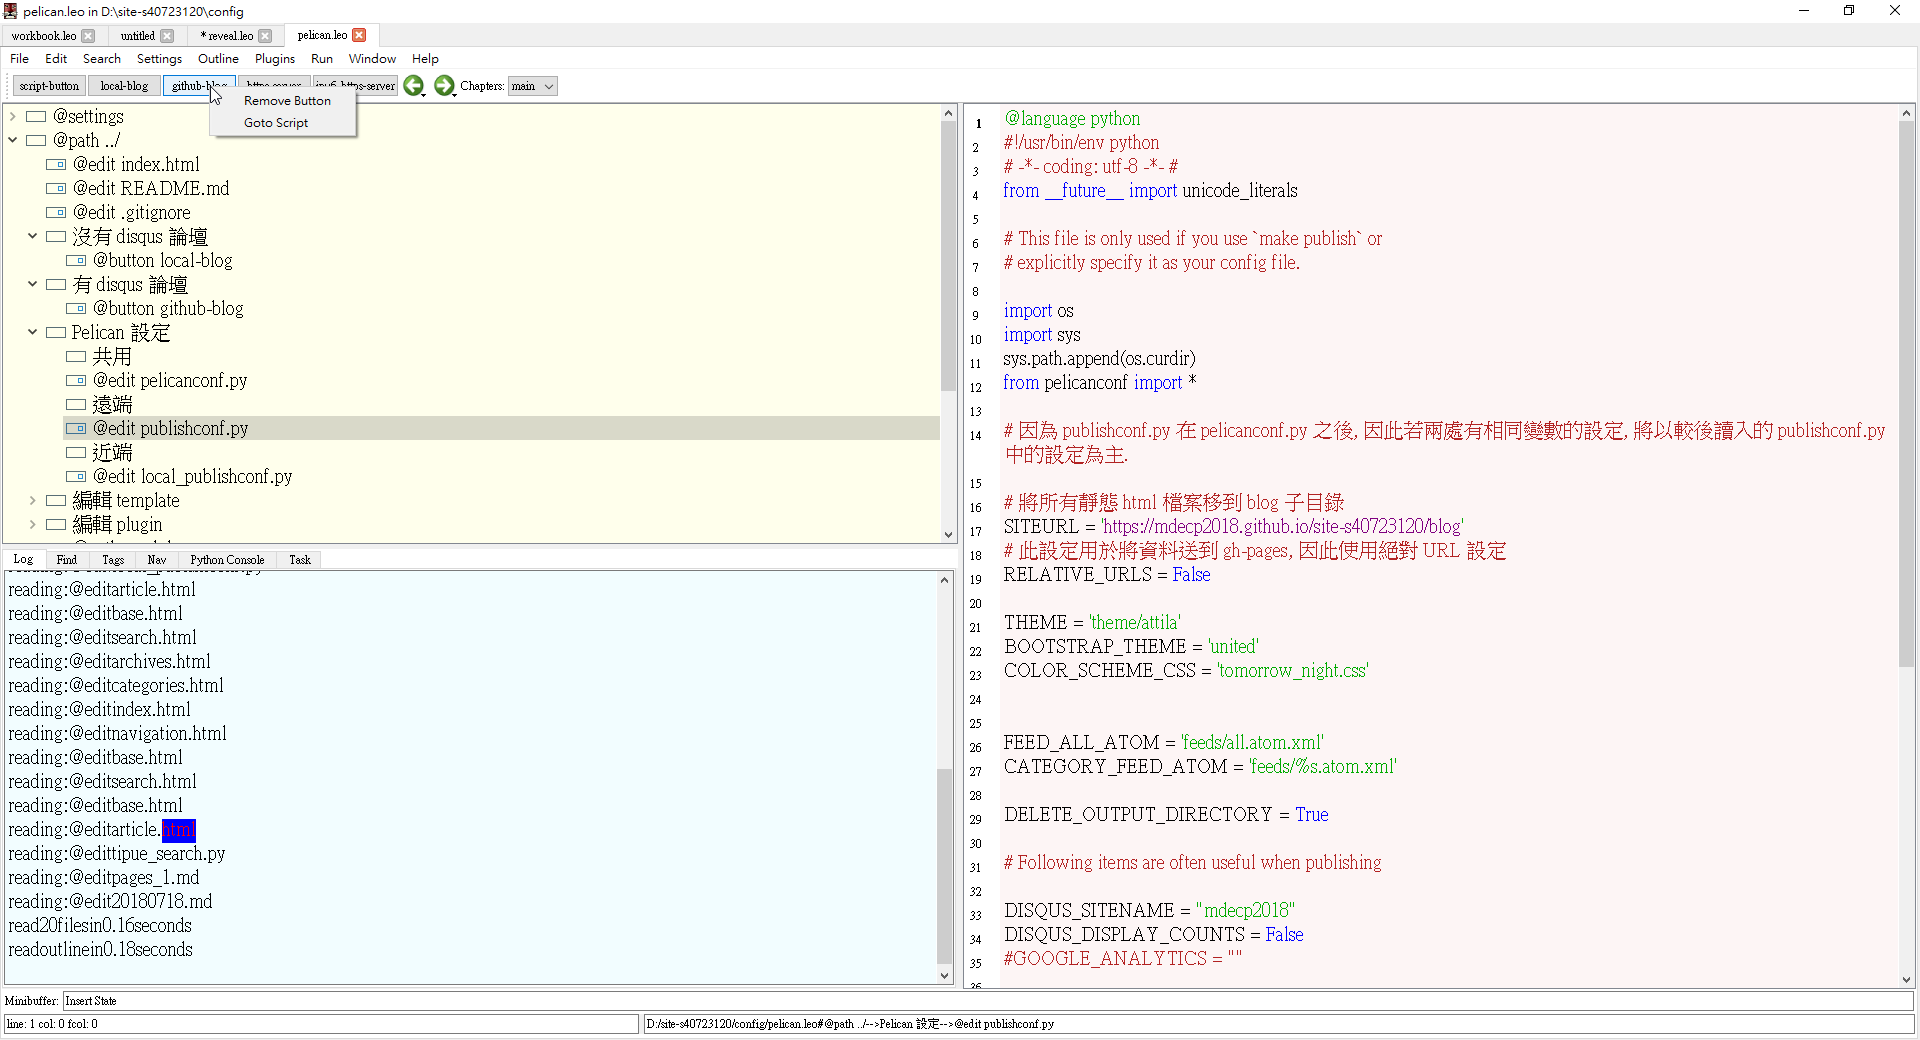 pelican.leo in D:\site-s40723120\config
workbook.leo
untitled
* reveal.leo
pelican.leo
File Edit Search Settings Outline Plugins Run Window Help
script-button
local-blog
github-blog
https-server
ipv6-https-server
Chapters:
main
Remove Button
Goto Script
@settings
@path ../
@edit index.html
@edit README.md
@edit .gitignore
沒有 disqus 論壇
@button local-blog
有 disqus 論壇
@button github-blog
Pelican 設定
共用
@edit pelicanconf.py
遠端
@edit publishconf.py
近端
@edit local_publishconf.py
編輯 template
編輯 plugin
Log Find Tags Nav Python Console Task
reading:@editarticle.html
reading:@editbase.html
reading:@editsearch.html
reading:@editarchives.html
reading:@editcategories.html
reading:@editindex.html
reading:@editnavigation.html
reading:@editbase.html
reading:@editsearch.html
reading:@editbase.html
reading:@editarticle.html
reading:@edittipue_search.py
reading:@editpages_1.md
reading:@edit20180718.md
read20filesin0.16seconds
readoutlinein0.18seconds
1 @language python
2 #!/usr/bin/env python
3 # -*- coding: utf-8 -*- #
4 from __future__ import unicode_literals
5
6 # This file is only used if you use `make publish` or
7 # explicitly specify it as your config file.
8
9 import os
10 import sys
11 sys.path.append(os.curdir)
12 from pelicanconf import *
13
14 # 因為 publishconf.py 在 pelicanconf.py 之後, 因此若兩處有相同變數的設定, 將以較後讀入的 publishconf.py
中的設定為主.
15
16 # 將所有靜態 html 檔案移到 blog 子目錄
17 SITEURL = 'https://mdecp2018.github.io/site-s40723120/blog'
18 # 此設定用於將資料送到 gh-pages, 因此使用絕對 URL 設定
19 RELATIVE_URLS = False
20
21 THEME = 'theme/attila'
22 BOOTSTRAP_THEME = 'united'
23 COLOR_SCHEME_CSS = 'tomorrow_night.css'
24
25
26 FEED_ALL_ATOM = 'feeds/all.atom.xml'
27 CATEGORY_FEED_ATOM = 'feeds/%s.atom.xml'
28
29 DELETE_OUTPUT_DIRECTORY = True
30
31 # Following items are often useful when publishing
32
33 DISQUS_SITENAME = "mdecp2018"
34 DISQUS_DISPLAY_COUNTS = False
35 #GOOGLE_ANALYTICS = ""
36
Minibuffer: Insert State
line: 1 col: 0 fcol: 0
D:/site-s40723120/config/pelican.leo#@path ../-->Pelican 設定-->@edit publishconf.py